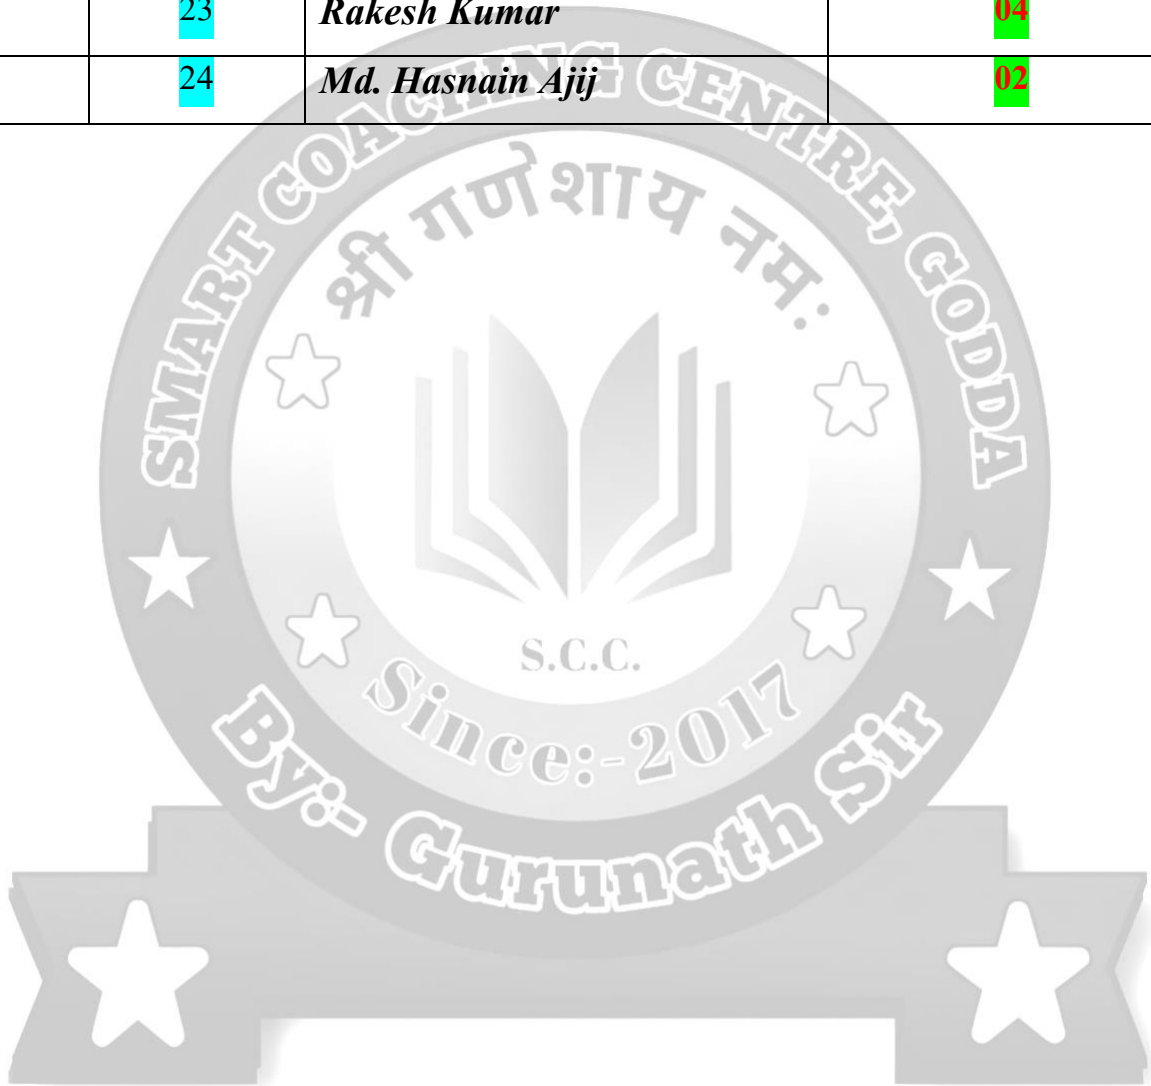 23 Rakesh Kumar 04
24 Md. Hasnain Ajij 02
SMART COACHING CENTRE, GODDA
श्री गणेशाय नमः
S.C.C.
Since:-2017
By:- Gurunath Sir